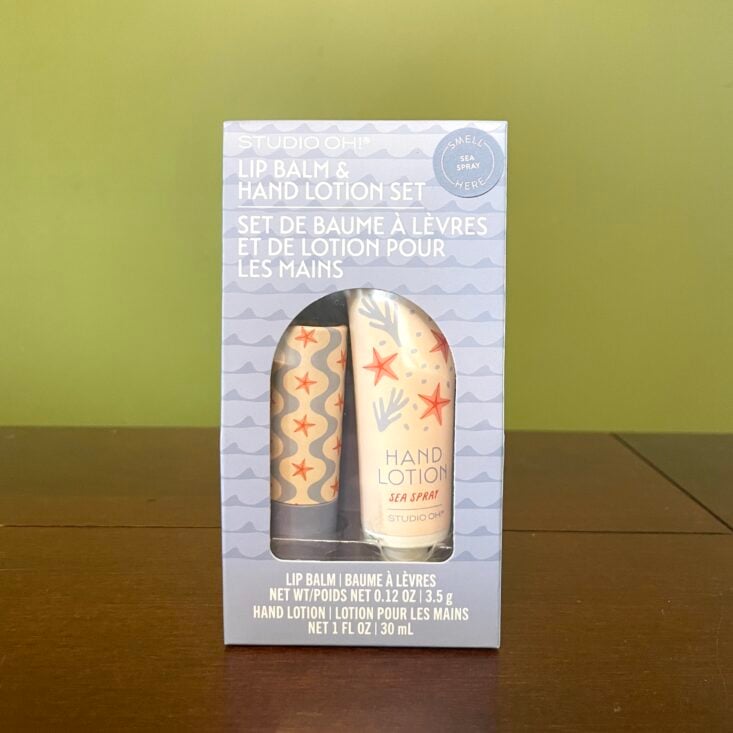 STUDIO OH!®
LIP BALM &
HAND LOTION SET
SET DE BAUME À LÈVRES
ET DE LOTION POUR
LES MAINS
SMELL
SEA
SPRAY
HERE
HAND
LOTION
SEA SPRAY
STUDIO OH!®
LIP BALM | BAUME À LÈVRES
NET WT/POIDS NET 0.12 OZ | 3.5 g
HAND LOTION | LOTION POUR LES MAINS
NET 1 FL OZ | 30 mL